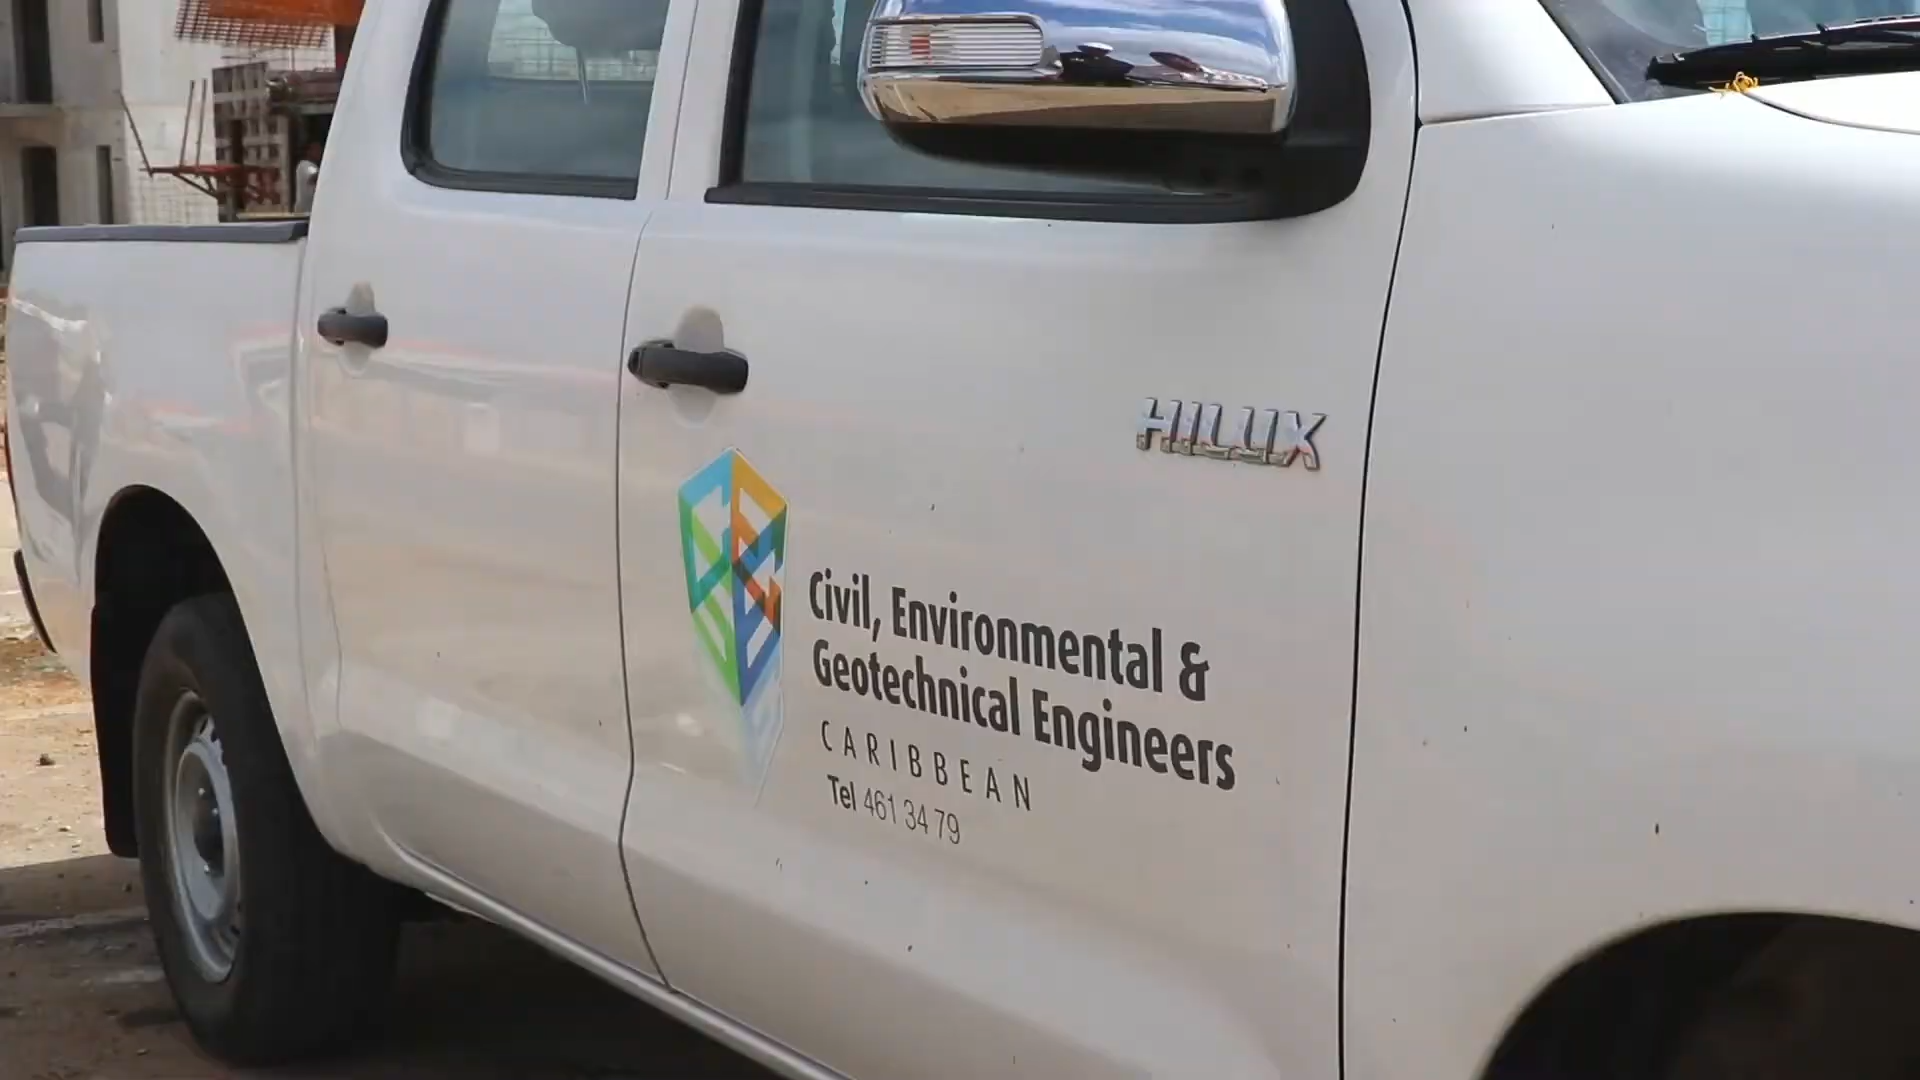 HILUX
Civil, Environmental &
Geotechnical Engineers
CARIBBEAN
Tel 461 34 79